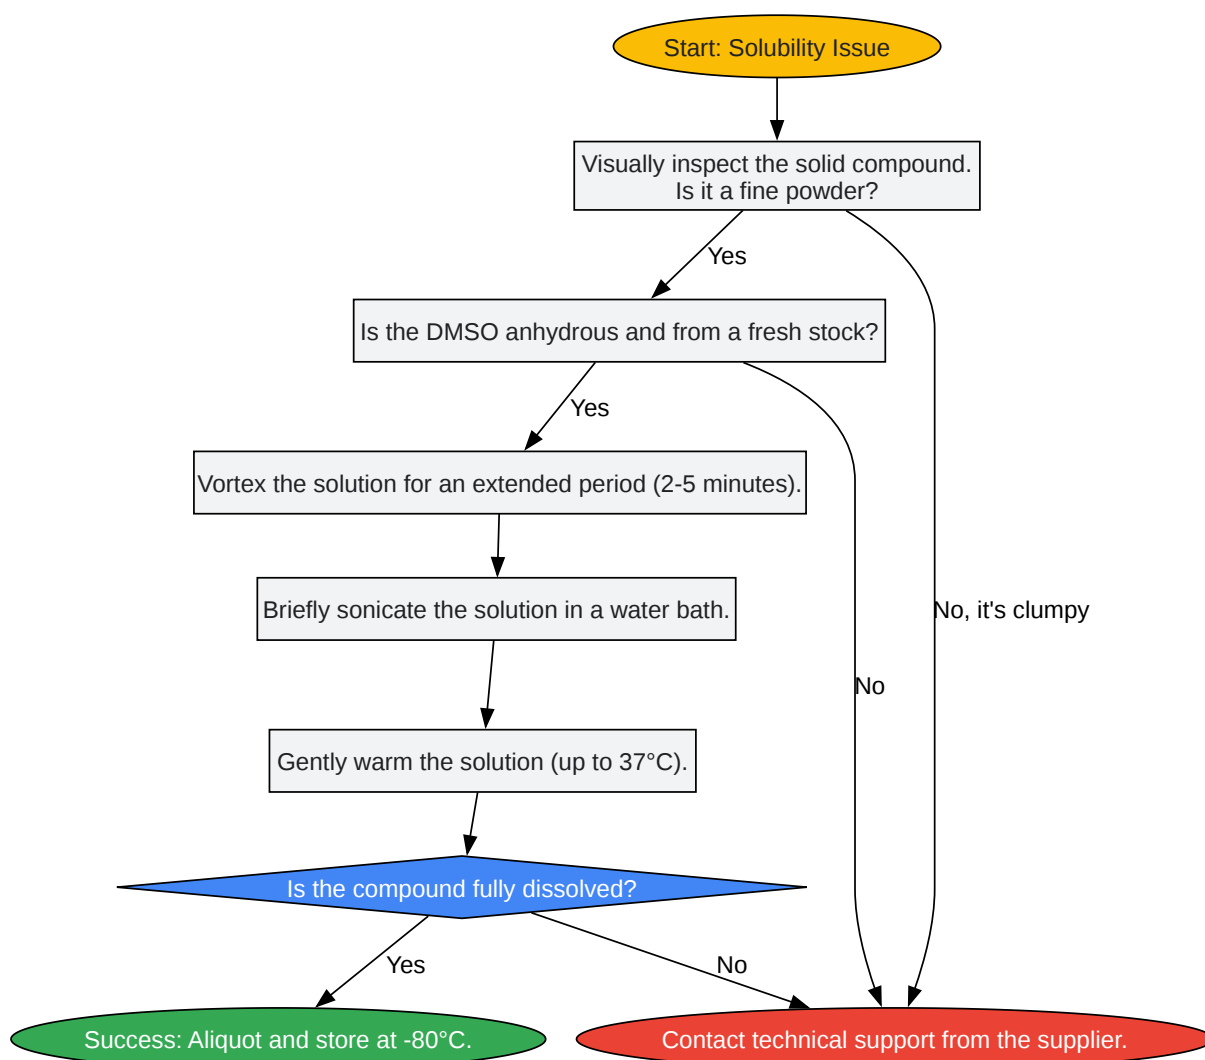 Start: Solubility Issue
Visually inspect the solid compound.
Is it a fine powder?
Yes
Is the DMSO anhydrous and from a fresh stock?
Yes
Vortex the solution for an extended period (2-5 minutes).
Briefly sonicate the solution in a water bath.
No, it's clumpy
No
Gently warm the solution (up to 37°C).
Is the compound fully dissolved?
Yes
No
Success: Aliquot and store at -80°C.
Contact technical support from the supplier.